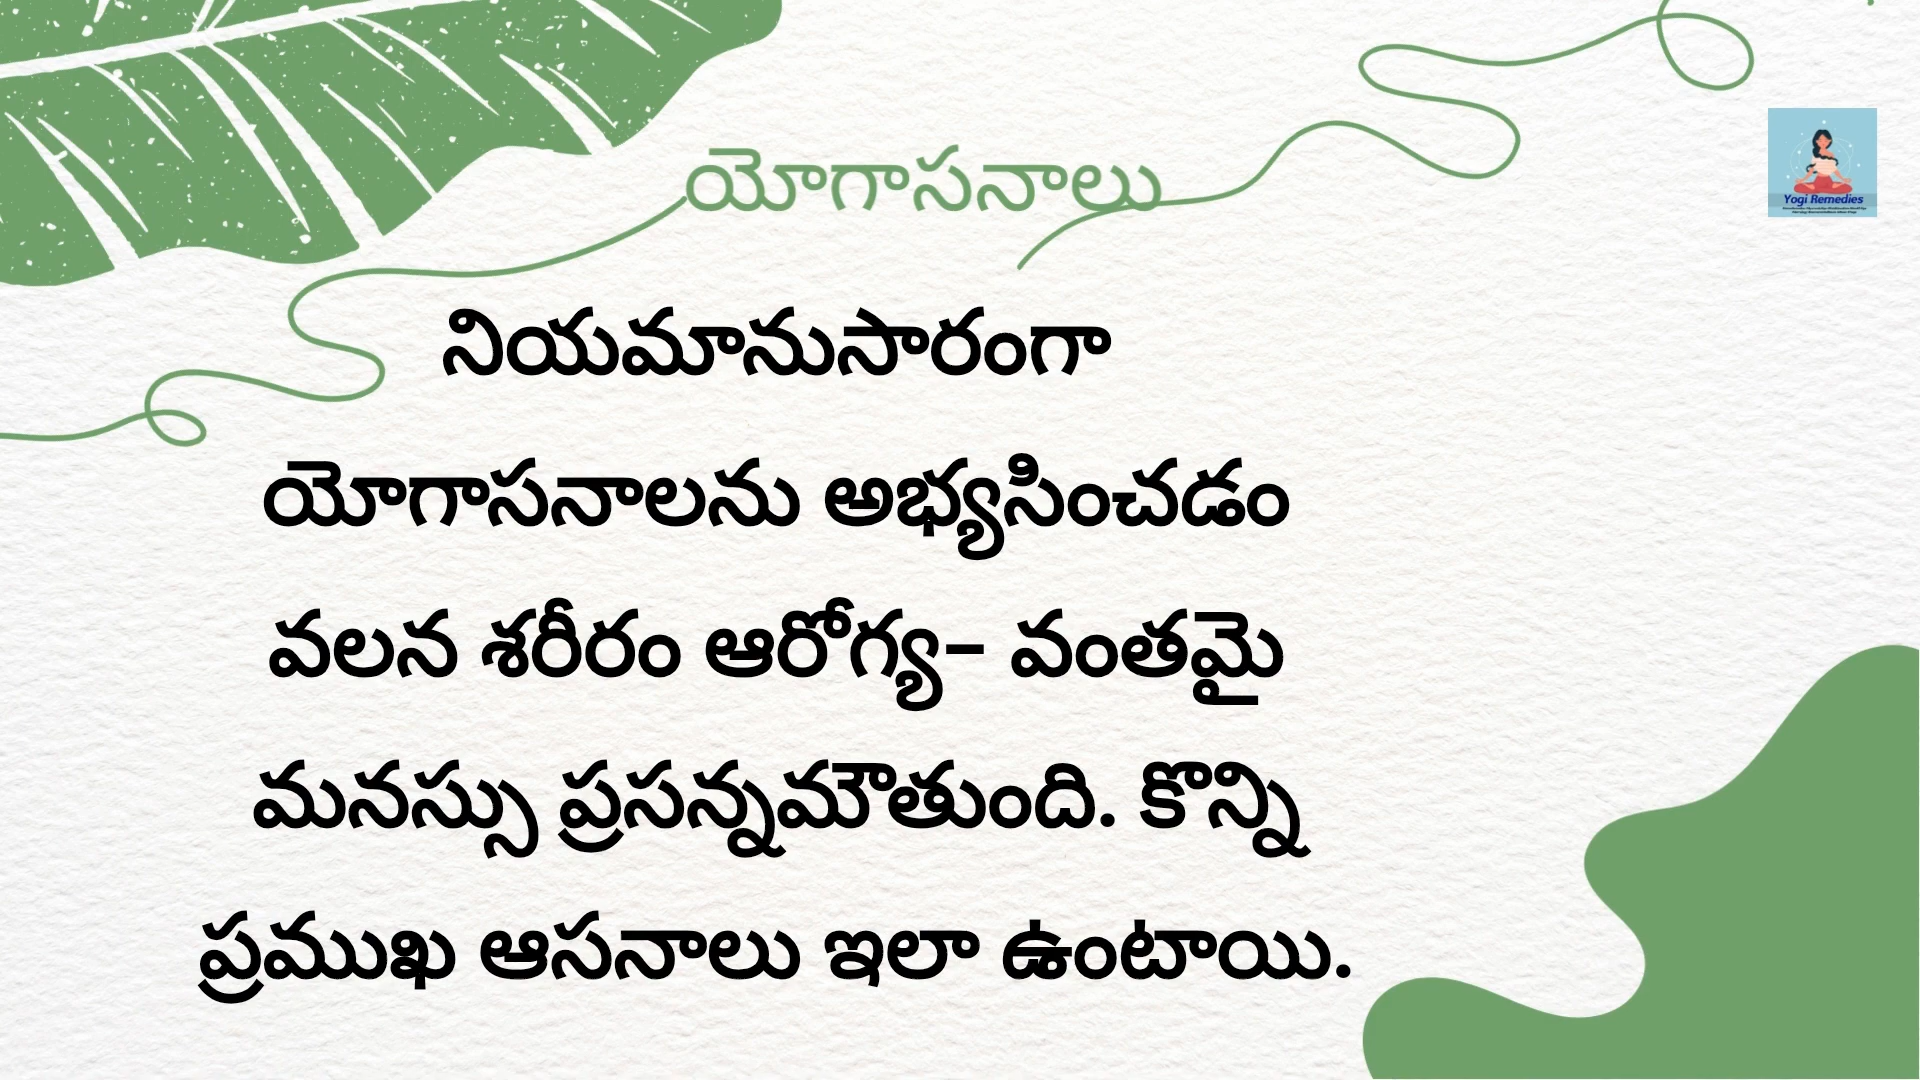 యోగాసనాలు
Yogi Remedies
నియమానుసారంగా
యోగాసనాలను అభ్యసించడం
వలన శరీరం ఆరోగ్య– వంతమై
మనస్సు ప్రసన్నమౌతుంది. కొన్ని
ప్రముఖ ఆసనాలు ఇలా ఉంటాయి.